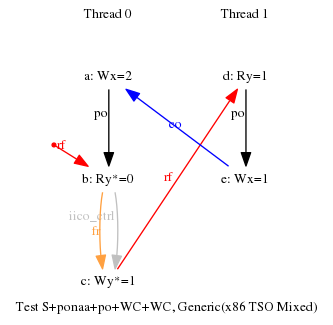 Thread 0
Thread 1
a: Wx=2
d: Ry=1
po
po
co
rf
b: Ry*=0
rf
e: Wx=1
iico_ctrl
fr
c: Wy*=1
Test S+ponaa+po+WC+WC, Generic(x86 TSO Mixed)